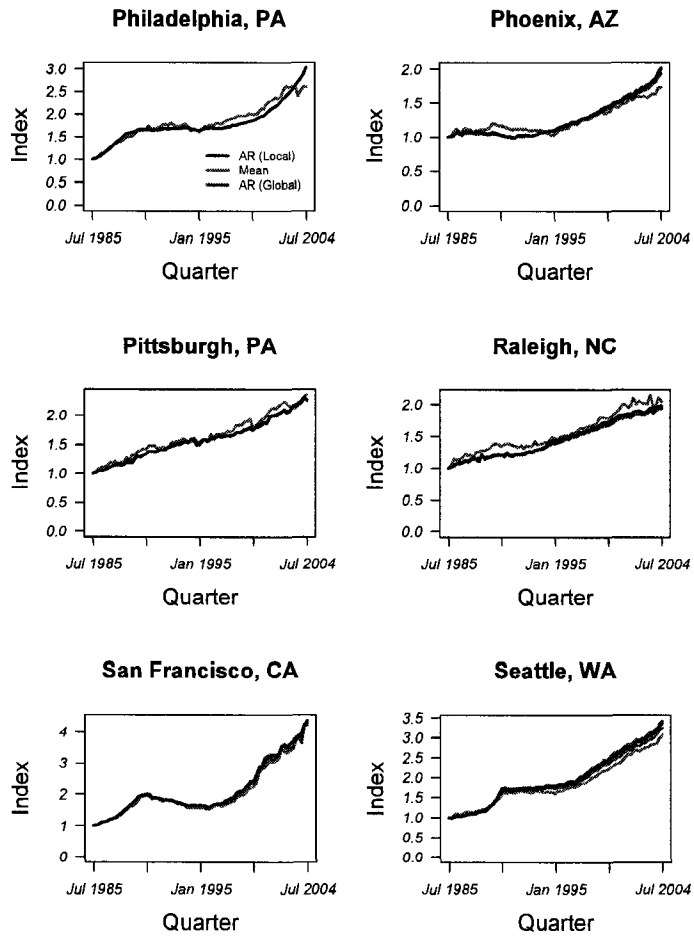 Philadelphia, PA
Index
3.0
2.5
2.0
1.5
1.0
0.5
0.0
AR (Local)
Mean
AR (Global)
Jul 1985 Jan 1995 Jul 2004
Quarter
Phoenix, AZ
Index
2.0
1.5
1.0
0.5
0.0
Jul 1985 Jan 1995 Jul 2004
Quarter
Pittsburgh, PA
Index
2.0
1.5
1.0
0.5
0.0
Jul 1985 Jan 1995 Jul 2004
Quarter
Raleigh, NC
Index
2.0
1.5
1.0
0.5
0.0
Jul 1985 Jan 1995 Jul 2004
Quarter
San Francisco, CA
Index
4
3
2
1
0
Jul 1985 Jan 1995 Jul 2004
Quarter
Seattle, WA
Index
3.5
3.0
2.5
2.0
1.5
1.0
0.5
0.0
Jul 1985 Jan 1995 Jul 2004
Quarter